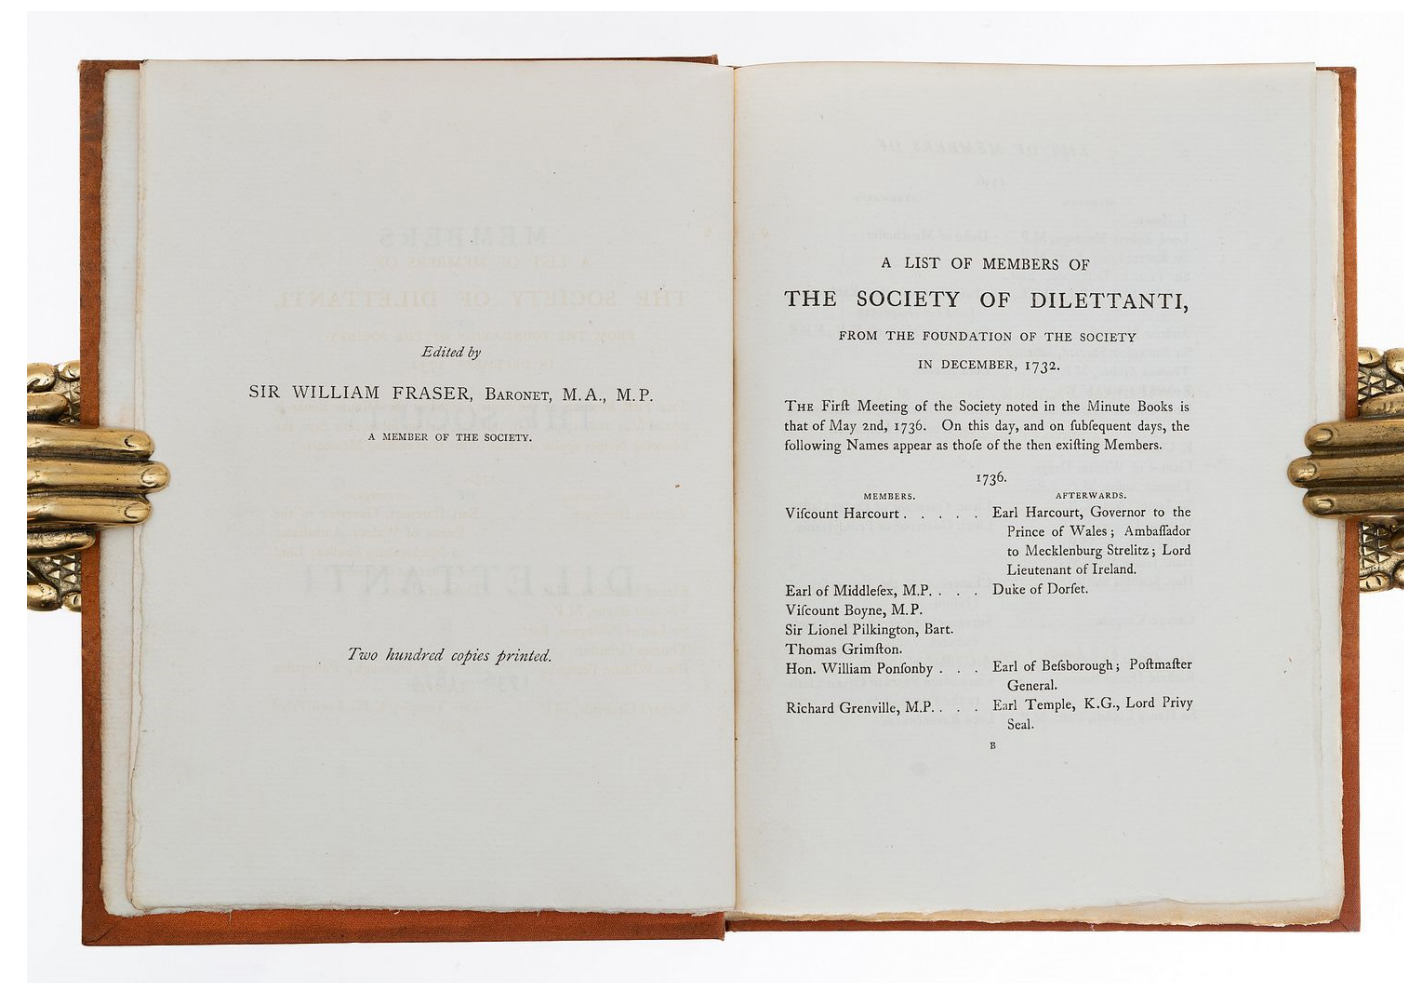 Edited by
SIR WILLIAM FRASER, BARONET, M.A., M.P.
A MEMBER OF THE SOCIETY.
Two hundred copies printed.
A LIST OF MEMBERS OF
THE SOCIETY OF DILETTANTI,
FROM THE FOUNDATION OF THE SOCIETY
IN DECEMBER, 1732.
THE Firſt Meeting of the Society noted in the Minute Books is
that of May 2nd, 1736. On this day, and on ſubſequent days, the
following Names appear as thoſe of the then exiſting Members.
1736.
MEMBERS. AFTERWARDS.
Viſcount Harcourt . . . . . Earl Harcourt, Governor to the
Prince of Wales; Ambaſſador
to Mecklenburg Strelitz; Lord
Lieutenant of Ireland.
Earl of Middleſex, M.P. . . . Duke of Dorſet.
Viſcount Boyne, M.P.
Sir Lionel Pilkington, Bart.
Thomas Grimſton.
Hon. William Ponſonby . . . Earl of Beſsborough; Poſtmaſter
General.
Richard Grenville, M.P. . . . Earl Temple, K.G., Lord Privy
Seal.
B